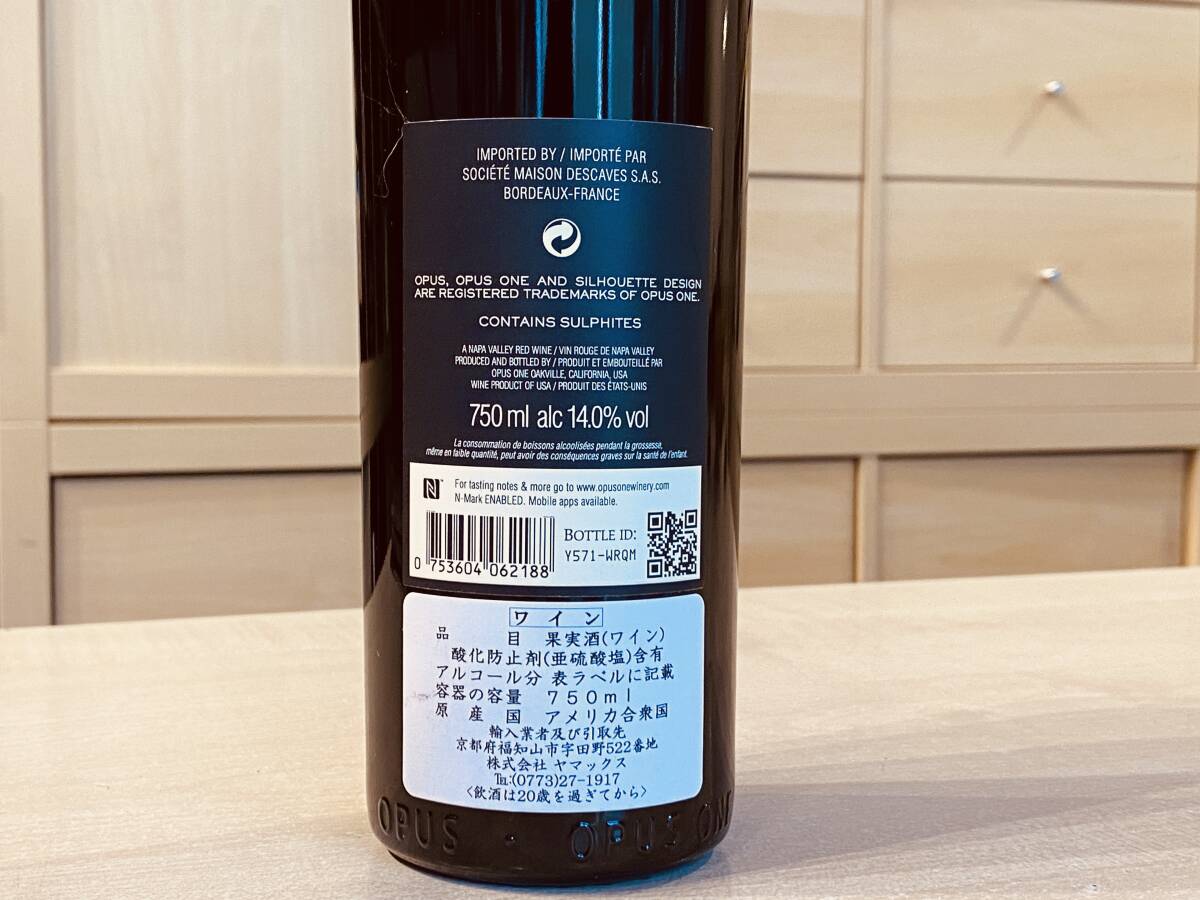 IMPORTED BY / IMPORTÉ PAR
SOCIÉTÉ MAISON DESCAVES S.A.S.
BORDEAUX-FRANCE
OPUS, OPUS ONE AND SILHOUETTE DESIGN
ARE REGISTERED TRADEMARKS OF OPUS ONE.
CONTAINS SULPHITES
A NAPA VALLEY RED WINE / VIN ROUGE DE NAPA VALLEY
PRODUCED AND BOTTLED BY / PRODUIT ET EMBOUTEILLÉ PAR
OPUS ONE OAKVILLE, CALIFORNIA, USA
WINE PRODUCT OF USA / PRODUIT DES ÉTATS-UNIS
750 ml alc 14.0% vol
La consommation de boissons alcoolisées pendant la grossesse,
même en faible quantité, peut avoir des conséquences graves sur la santé de l'enfant.
N™ For tasting notes & more go to www.opusonewinery.com
N-Mark ENABLED. Mobile apps available.
BOTTLE ID:
Y571-WRQM
0 753604 062188
ワイン
品目 果実酒(ワイン)
酸化防止剤(亜硫酸塩)含有
アルコール分 表ラベルに記載
容器の容量 750ml
原産国 アメリカ合衆国
輸入業者及び引取先
京都府福知山市字田野522番地
株式会社 ヤマックス
℡:(0773)27-1917
〈飲酒は20歳を過ぎてから〉
OPUS · OPUS ON